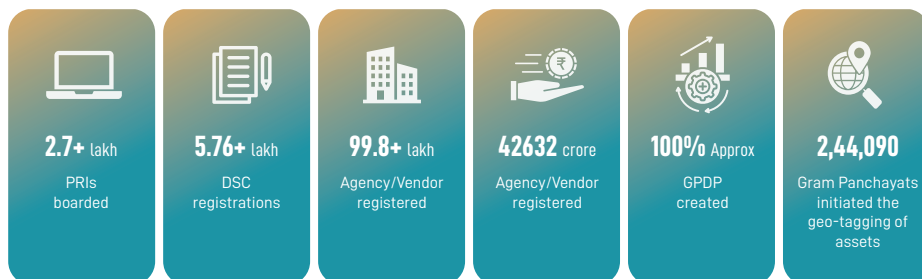 2.7+ lakh
PRIs
boarded
5.76+ lakh
DSC
registrations
99.8+ lakh
Agency/Vendor
registered
₹
42632 crore
Agency/Vendor
registered
100% Approx
GPDP
created
2,44,090
Gram Panchayats
initiated the
geo-tagging of
assets